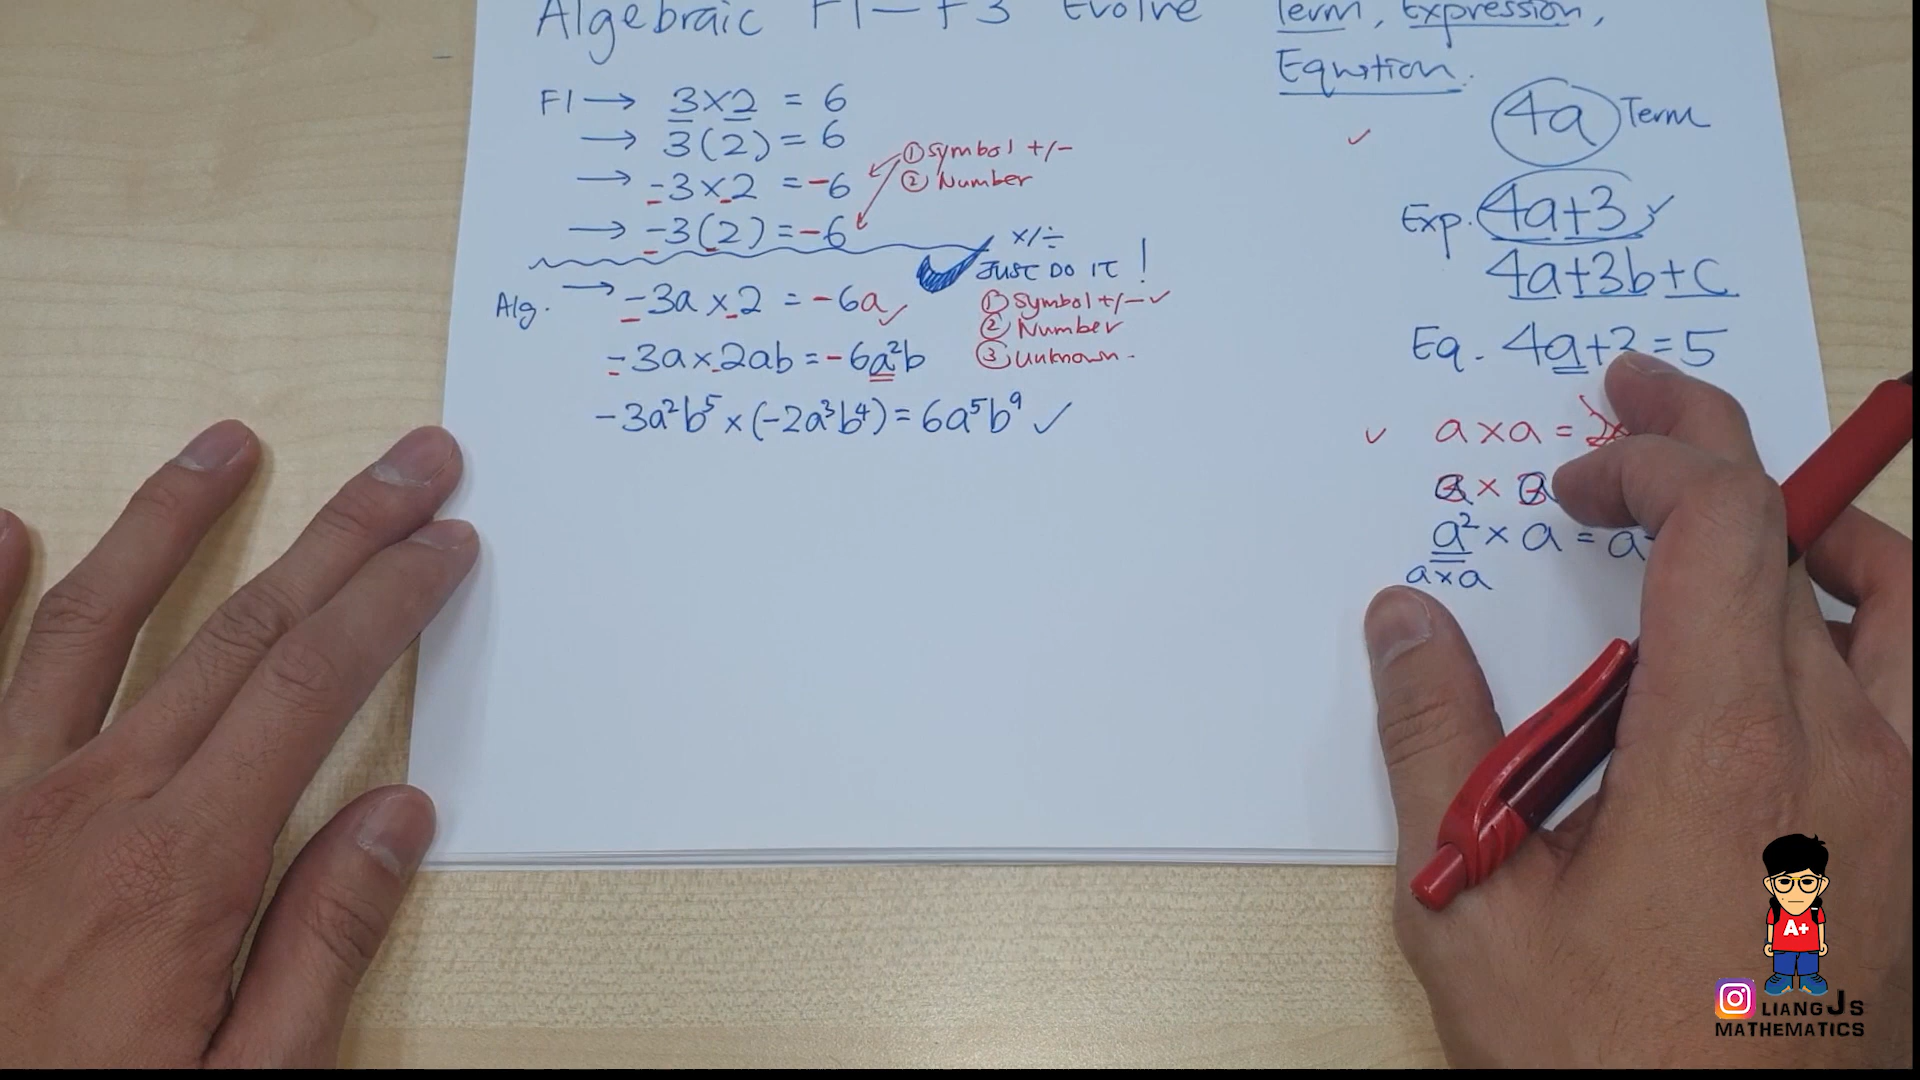 Algebraic F1 — F3 Evolve
Term, Expression,
Equation.
F1 → 3 × 2 = 6
→ 3(2) = 6
→ -3 × 2 = -6
→ -3(2) = -6
① Symbol +/-
② Number
×/÷
JUST DO IT !
① Symbol +/- ✓
② Number
③ Unknown.
Alg. → -3a × 2 = -6a ✓
-3a × 2ab = -6a²b
-3a²b⁵ × (-2a³b⁴) = 6a⁵b⁹ ✓
4a Term
✓
Exp. 4a+3 ✓
4a+3b+c
Eq. 4a+3=5
✓ a × a =
a × a
a² × a = a
a×a
A+
LIANGJS
MATHEMATICS